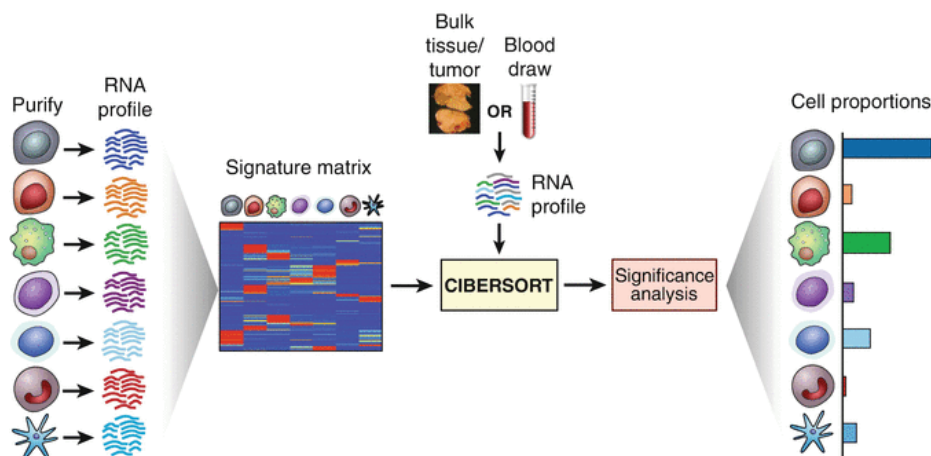 Purify
RNA
profile
Signature matrix
Bulk
tissue/
tumor
OR
Blood
draw
RNA
profile
CIBERSORT
Significance
analysis
Cell proportions